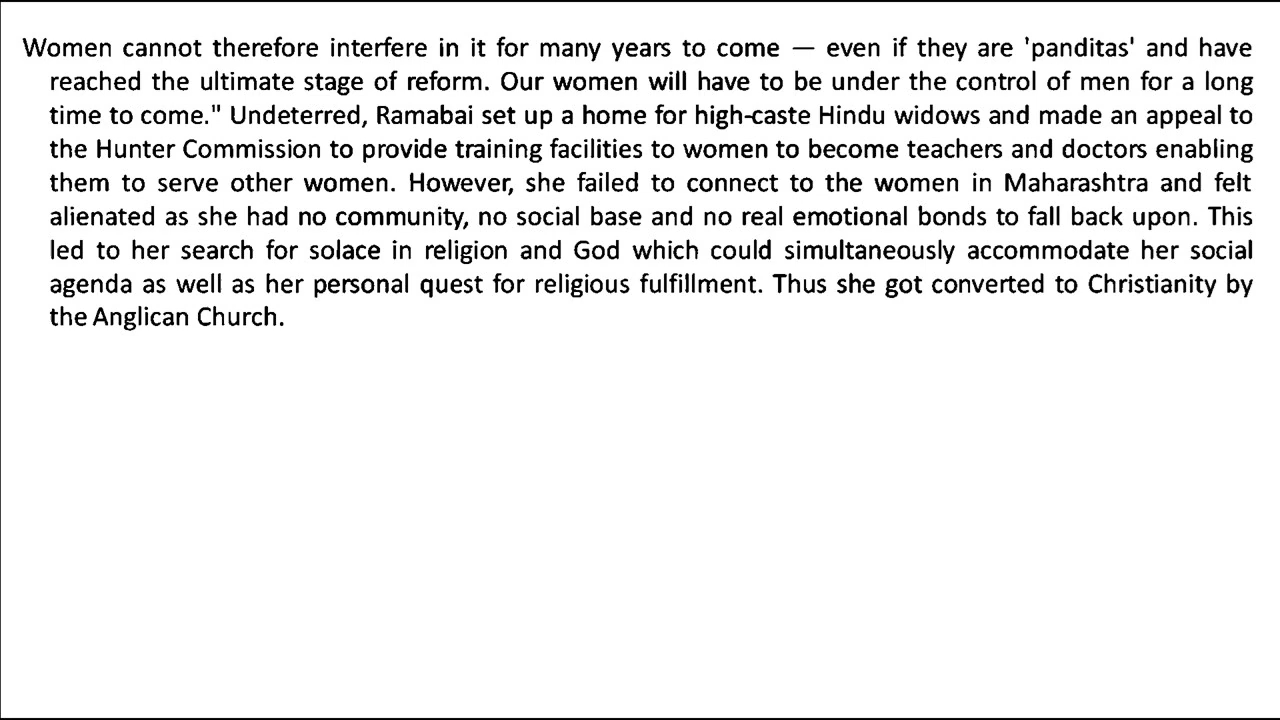 Women cannot therefore interfere in it for many years to come — even if they are 'panditas' and have
reached the ultimate stage of reform. Our women will have to be under the control of men for a long
time to come." Undeterred, Ramabai set up a home for high-caste Hindu widows and made an appeal to
the Hunter Commission to provide training facilities to women to become teachers and doctors enabling
them to serve other women. However, she failed to connect to the women in Maharashtra and felt
alienated as she had no community, no social base and no real emotional bonds to fall back upon. This
led to her search for solace in religion and God which could simultaneously accommodate her social
agenda as well as her personal quest for religious fulfillment. Thus she got converted to Christianity by
the Anglican Church.